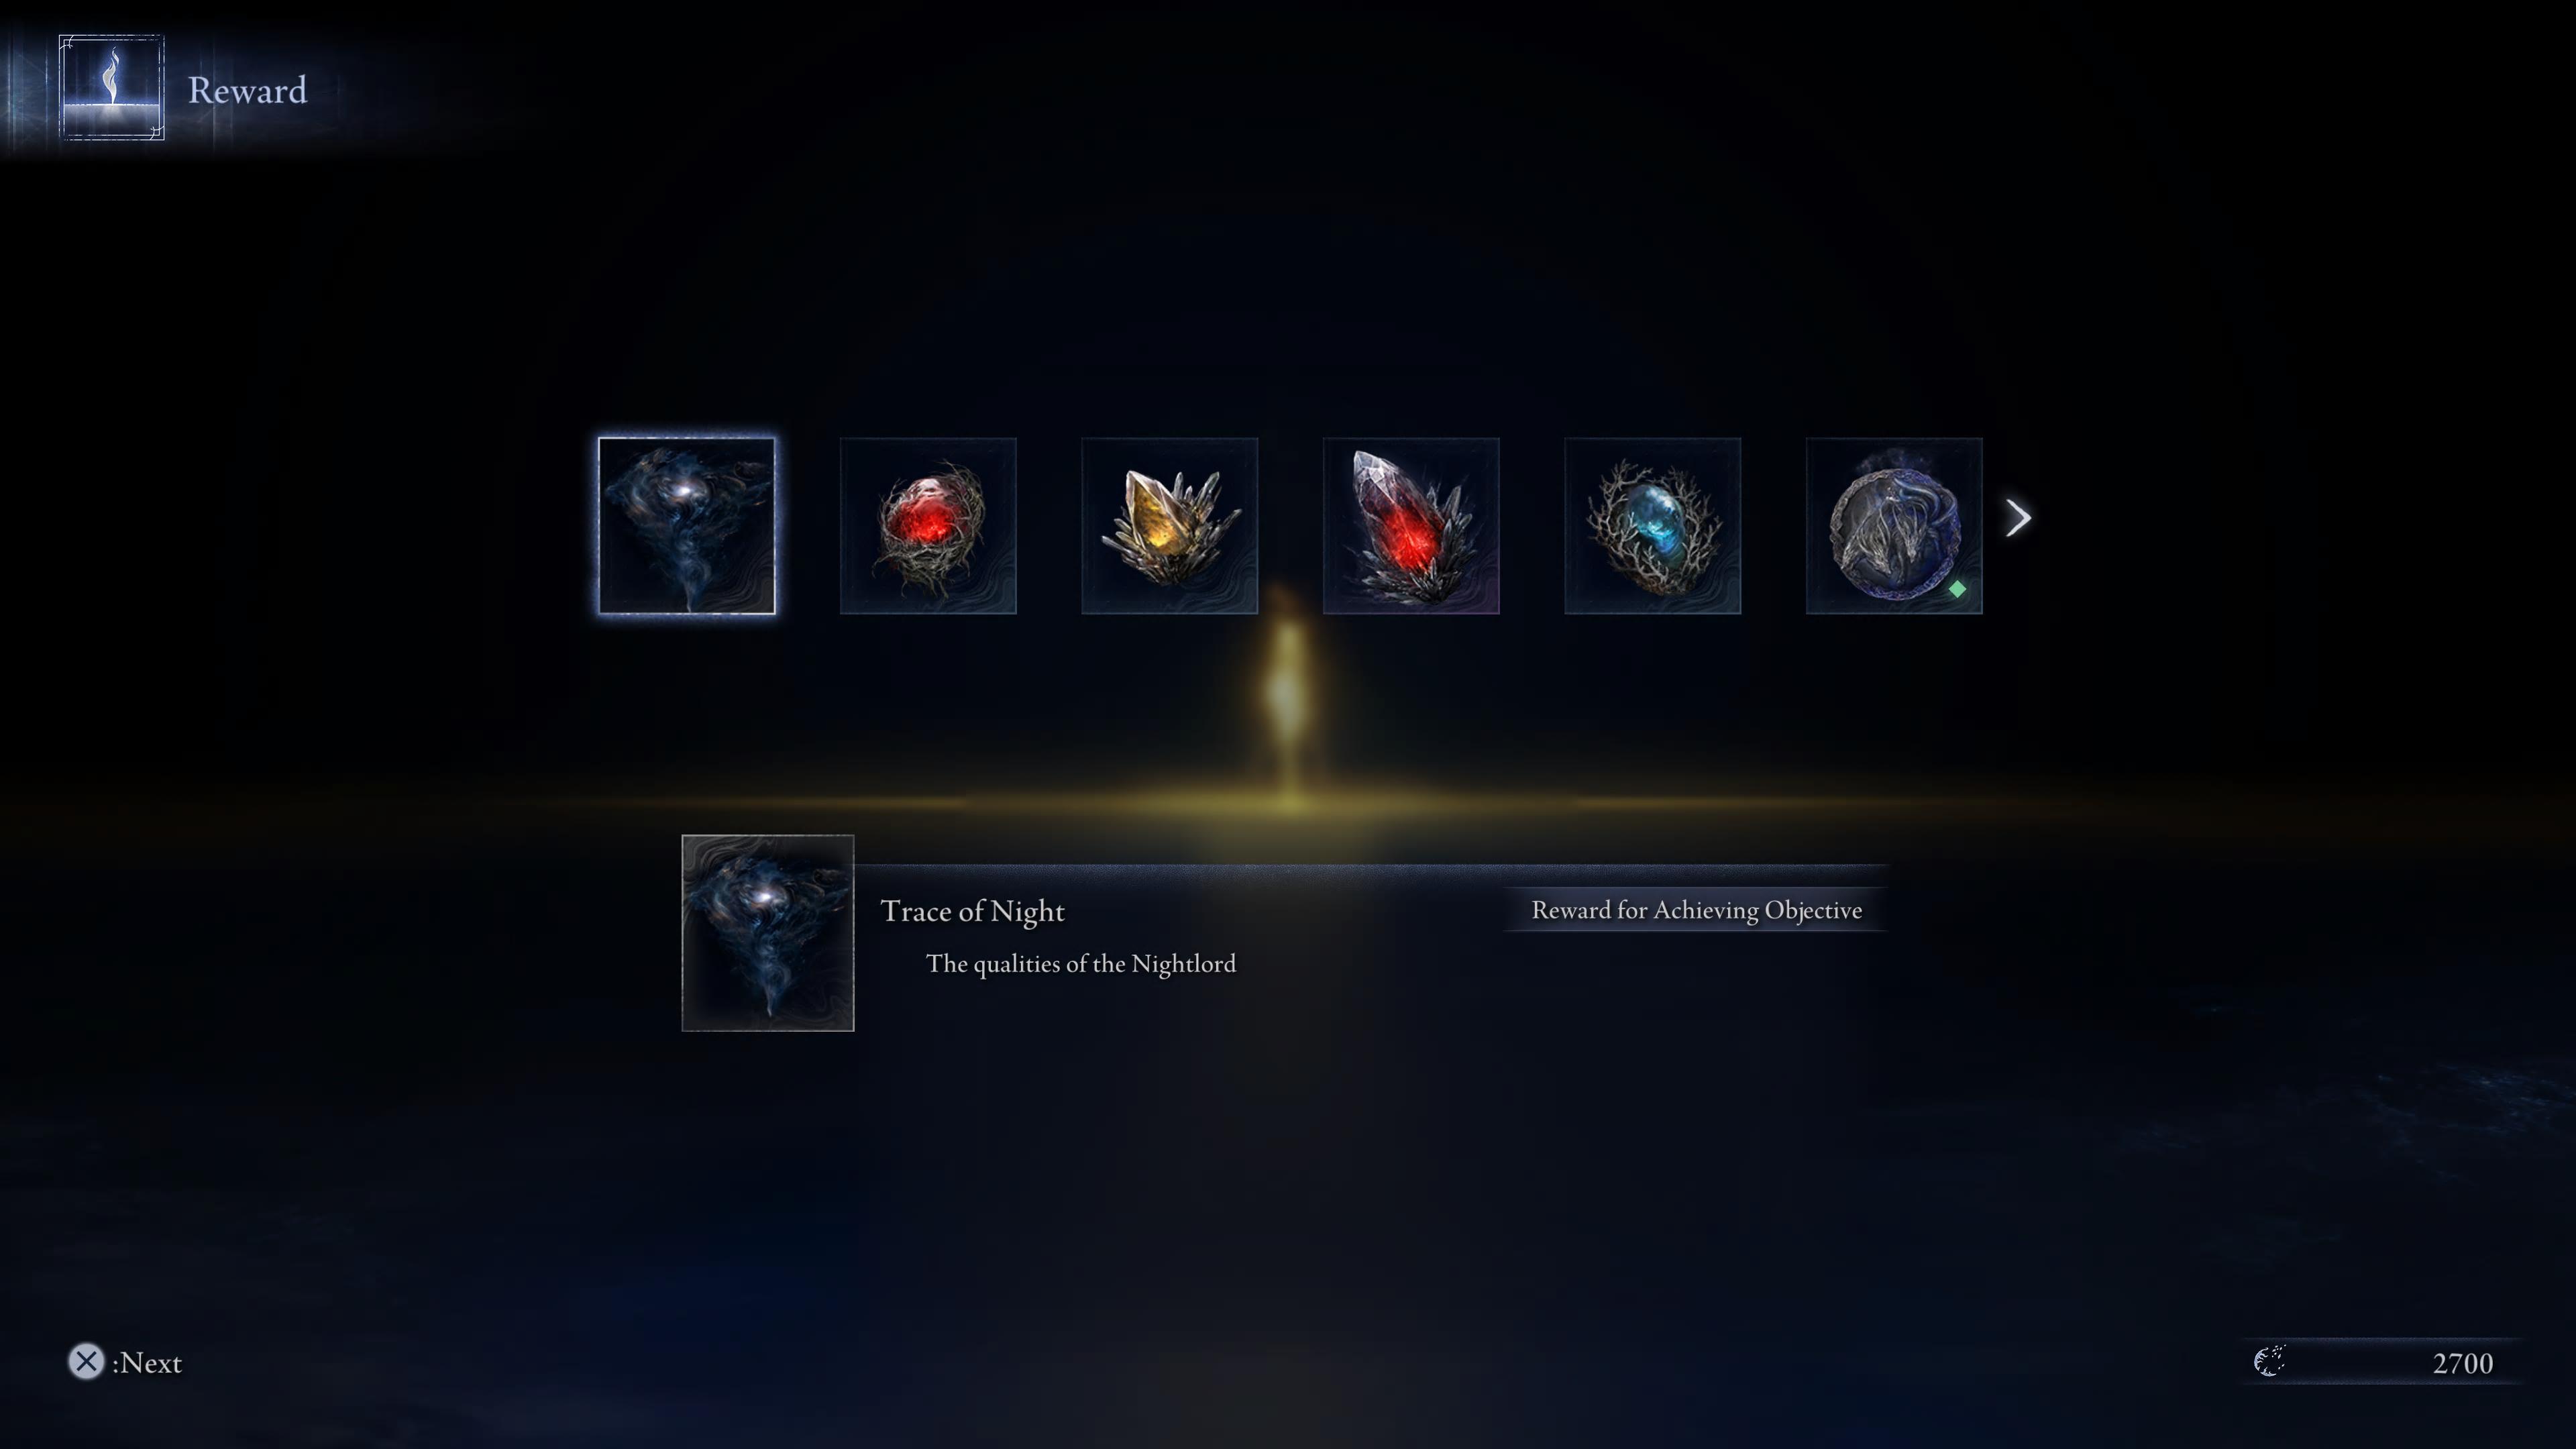 Reward
Trace of Night
Reward for Achieving Objective
The qualities of the Nightlord
:Next
2700